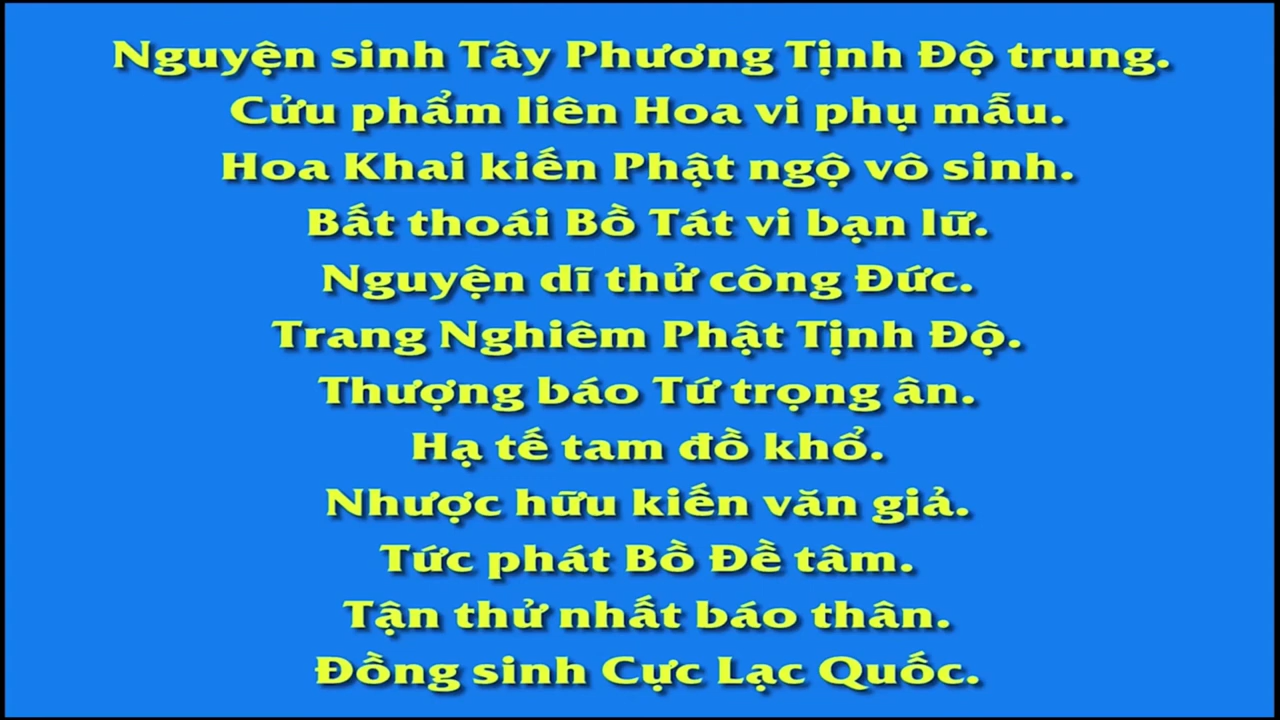 Nguyện sinh Tây Phương Tịnh Độ trung.
Cửu phẩm liên Hoa vi phụ mẫu.
Hoa Khai kiến Phật ngộ vô sinh.
Bất thoái Bồ Tát vi bạn lữ.
Nguyện dĩ thử công Đức.
Trang Nghiêm Phật Tịnh Độ.
Thượng báo Tứ trọng ân.
Hạ tế tam đồ khổ.
Nhược hữu kiến văn giả.
Tức phát Bồ Đề tâm.
Tận thử nhất báo thân.
Đồng sinh Cực Lạc Quốc.